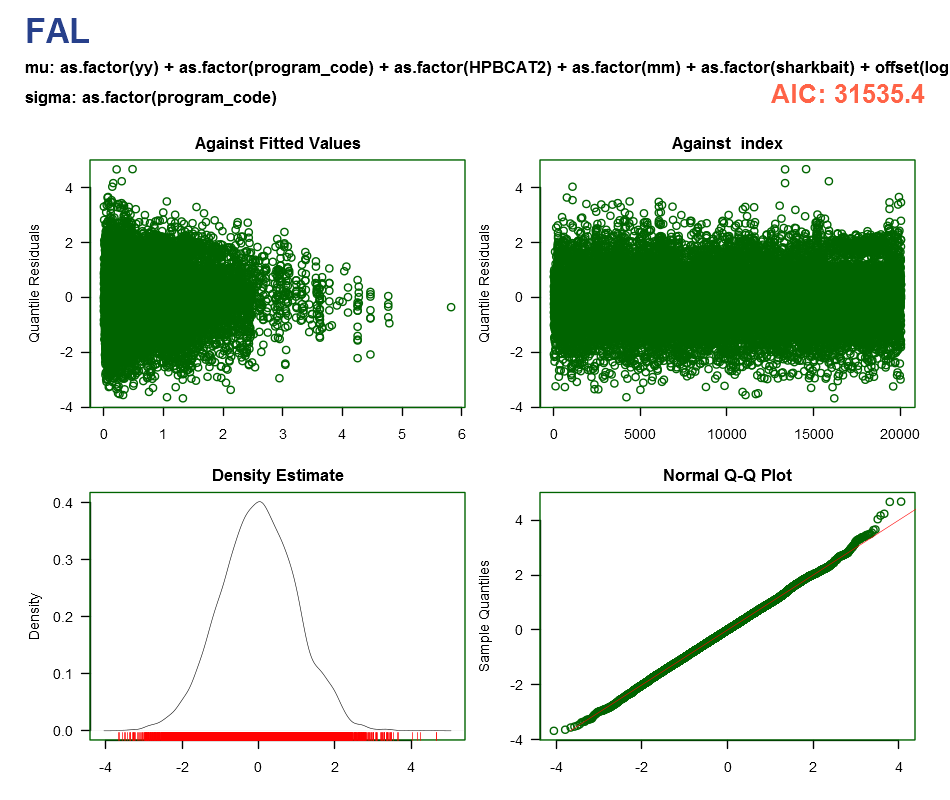 FAL
mu: as.factor(yy) + as.factor(program_code) + as.factor(HPBCAT2) + as.factor(mm) + as.factor(sharkbait) + offset(log
sigma: as.factor(program_code)
AIC: 31535.4
Against Fitted Values
Quantile Residuals
4
2
0
-2
-4
0 1 2 3 4 5 6
Against index
Quantile Residuals
4
2
0
-2
-4
0 5000 10000 15000 20000
Density Estimate
Density
0.4
0.3
0.2
0.1
0.0
-4 -2 0 2 4
Normal Q-Q Plot
Sample Quantiles
4
2
0
-2
-4
-4 -2 0 2 4